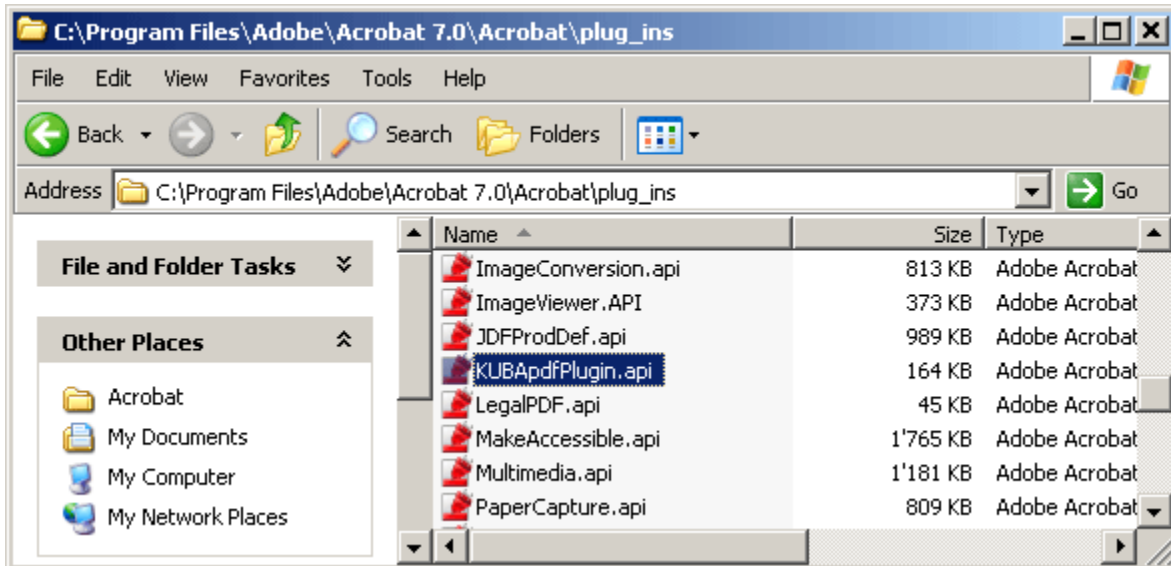 C:\Program Files\Adobe\Acrobat 7.0\Acrobat\plug_ins
File Edit View Favorites Tools Help
Back Search Folders
Address C:\Program Files\Adobe\Acrobat 7.0\Acrobat\plug_ins Go
File and Folder Tasks
Other Places
Acrobat
My Documents
My Computer
My Network Places
Name Size Type
ImageConversion.api 813 KB Adobe Acrobat
ImageViewer.API 373 KB Adobe Acrobat
JDFProdDef.api 989 KB Adobe Acrobat
KUBApdfPlugin.api 164 KB Adobe Acrobat
LegalPDF.api 45 KB Adobe Acrobat
MakeAccessible.api 1'765 KB Adobe Acrobat
Multimedia.api 1'181 KB Adobe Acrobat
PaperCapture.api 809 KB Adobe Acrobat